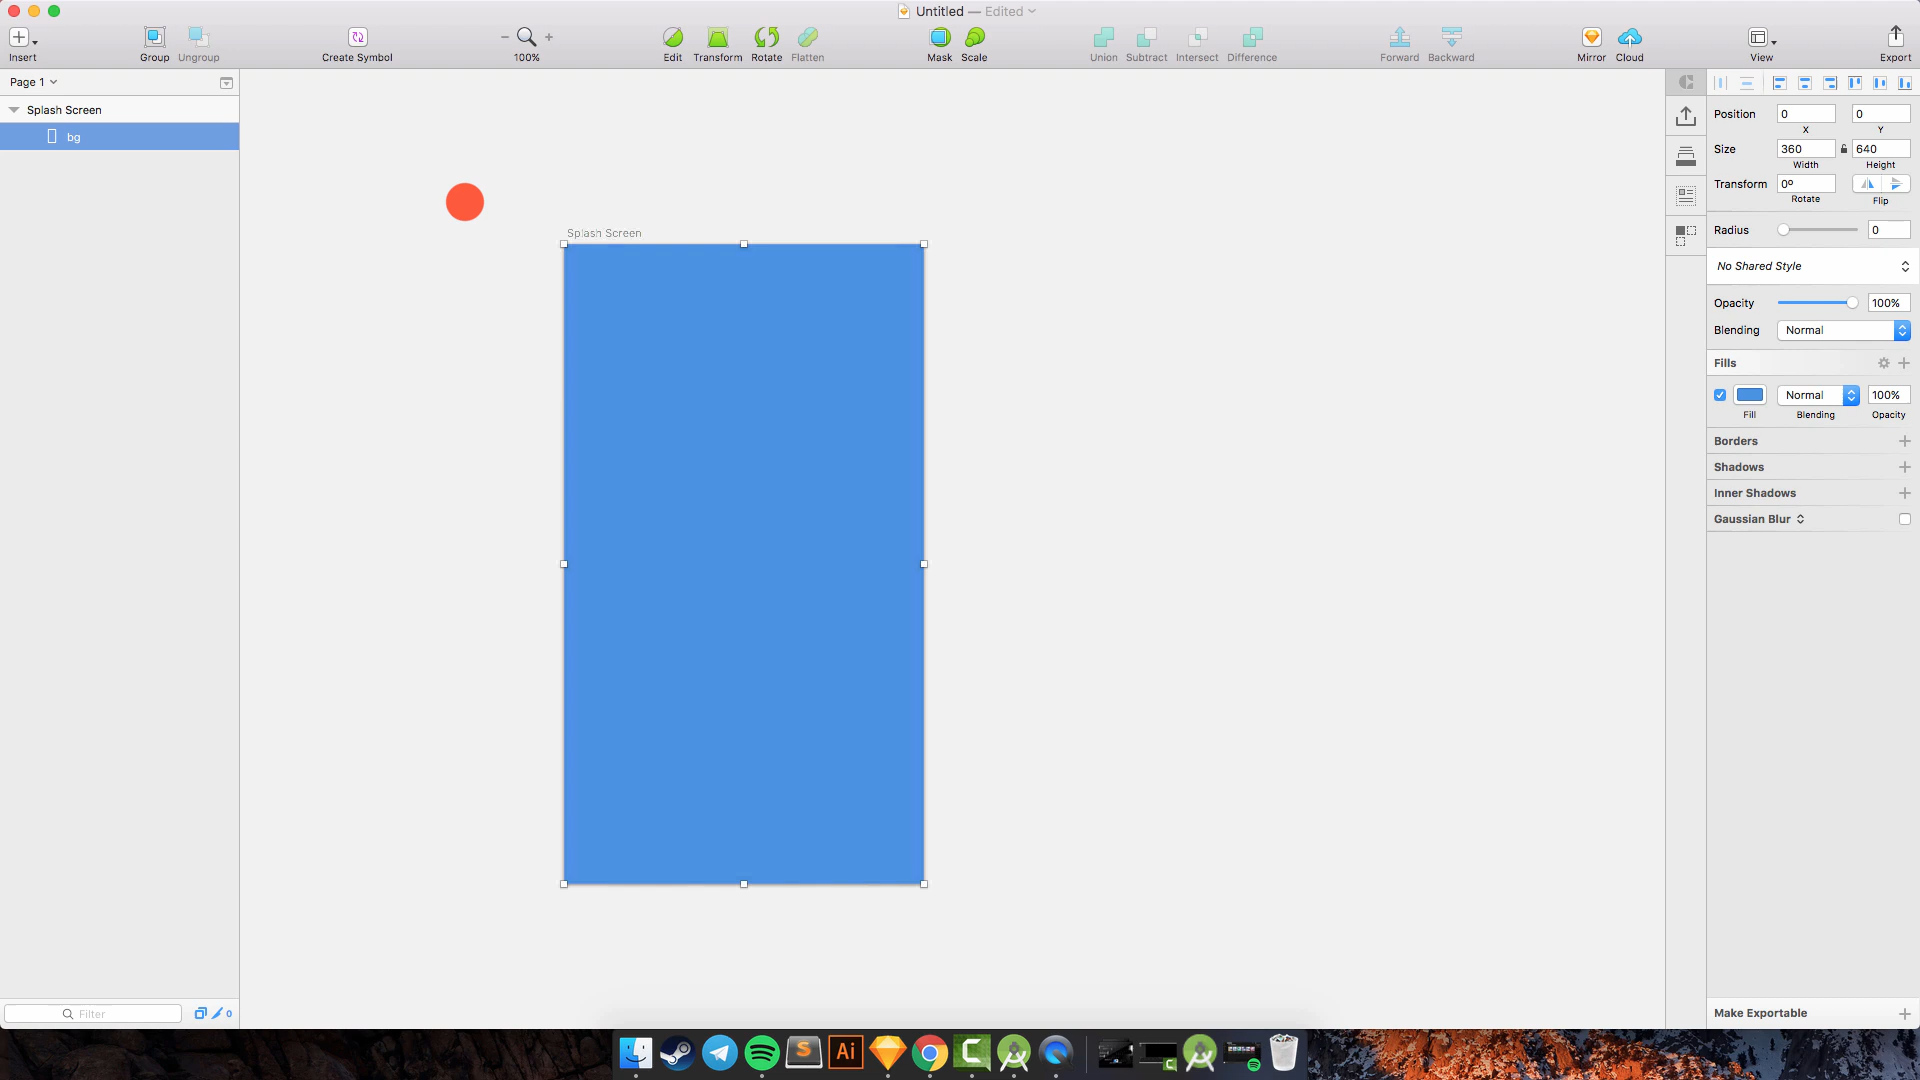 Untitled — Edited
Insert
Group
Ungroup
Create Symbol
100%
Edit
Transform
Rotate
Flatten
Mask
Scale
Union
Subtract
Intersect
Difference
Forward
Backward
Mirror
Cloud
View
Export
Page 1
Splash Screen
bg
Splash Screen
Position 0 0
X Y
Size 360 640
Width Height
Transform 0º
Rotate Flip
Radius 0
No Shared Style
Opacity 100%
Blending Normal
Fills
Normal 100%
Fill Blending Opacity
Borders
Shadows
Inner Shadows
Gaussian Blur
Make Exportable
Filter
0
S
Ai
C